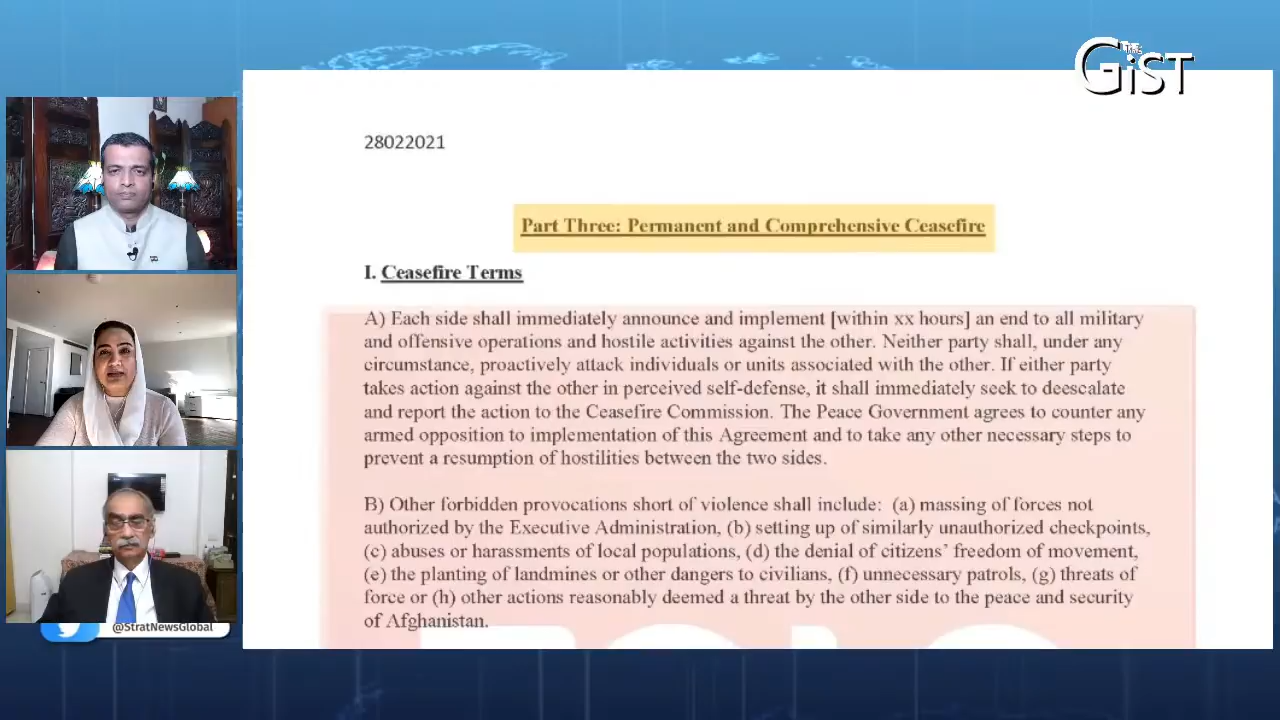 THE
GiST
28022021
Part Three: Permanent and Comprehensive Ceasefire
I. Ceasefire Terms
A) Each side shall immediately announce and implement [within xx hours] an end to all military
and offensive operations and hostile activities against the other. Neither party shall, under any
circumstance, proactively attack individuals or units associated with the other. If either party
takes action against the other in perceived self-defense, it shall immediately seek to deescalate
and report the action to the Ceasefire Commission. The Peace Government agrees to counter any
armed opposition to implementation of this Agreement and to take any other necessary steps to
prevent a resumption of hostilities between the two sides.
B) Other forbidden provocations short of violence shall include: (a) massing of forces not
authorized by the Executive Administration, (b) setting up of similarly unauthorized checkpoints,
(c) abuses or harassments of local populations, (d) the denial of citizens' freedom of movement,
(e) the planting of landmines or other dangers to civilians, (f) unnecessary patrols, (g) threats of
force or (h) other actions reasonably deemed a threat by the other side to the peace and security
of Afghanistan.
@StratNewsGlobal